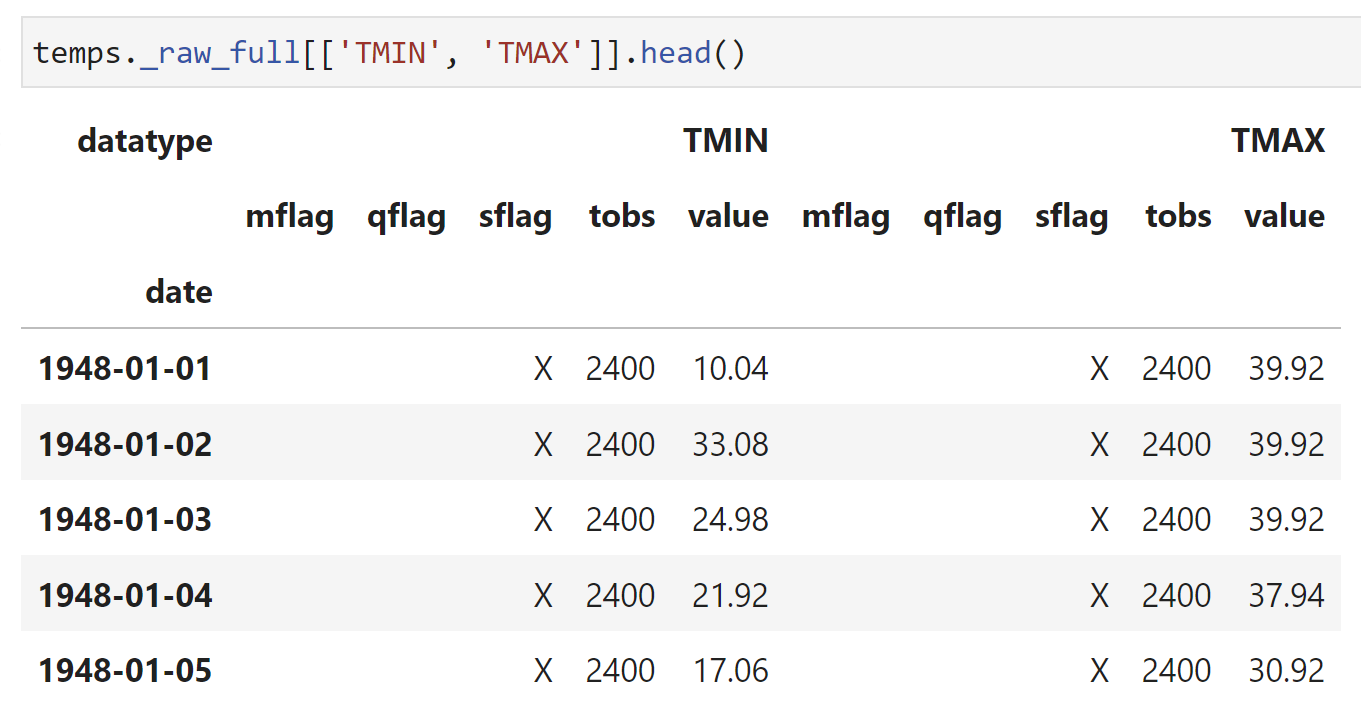 temps._raw_full[['TMIN', 'TMAX']].head()
datatype TMIN TMAX
mflag qflag sflag tobs value mflag qflag sflag tobs value
date
1948-01-01 X 2400 10.04 X 2400 39.92
1948-01-02 X 2400 33.08 X 2400 39.92
1948-01-03 X 2400 24.98 X 2400 39.92
1948-01-04 X 2400 21.92 X 2400 37.94
1948-01-05 X 2400 17.06 X 2400 30.92